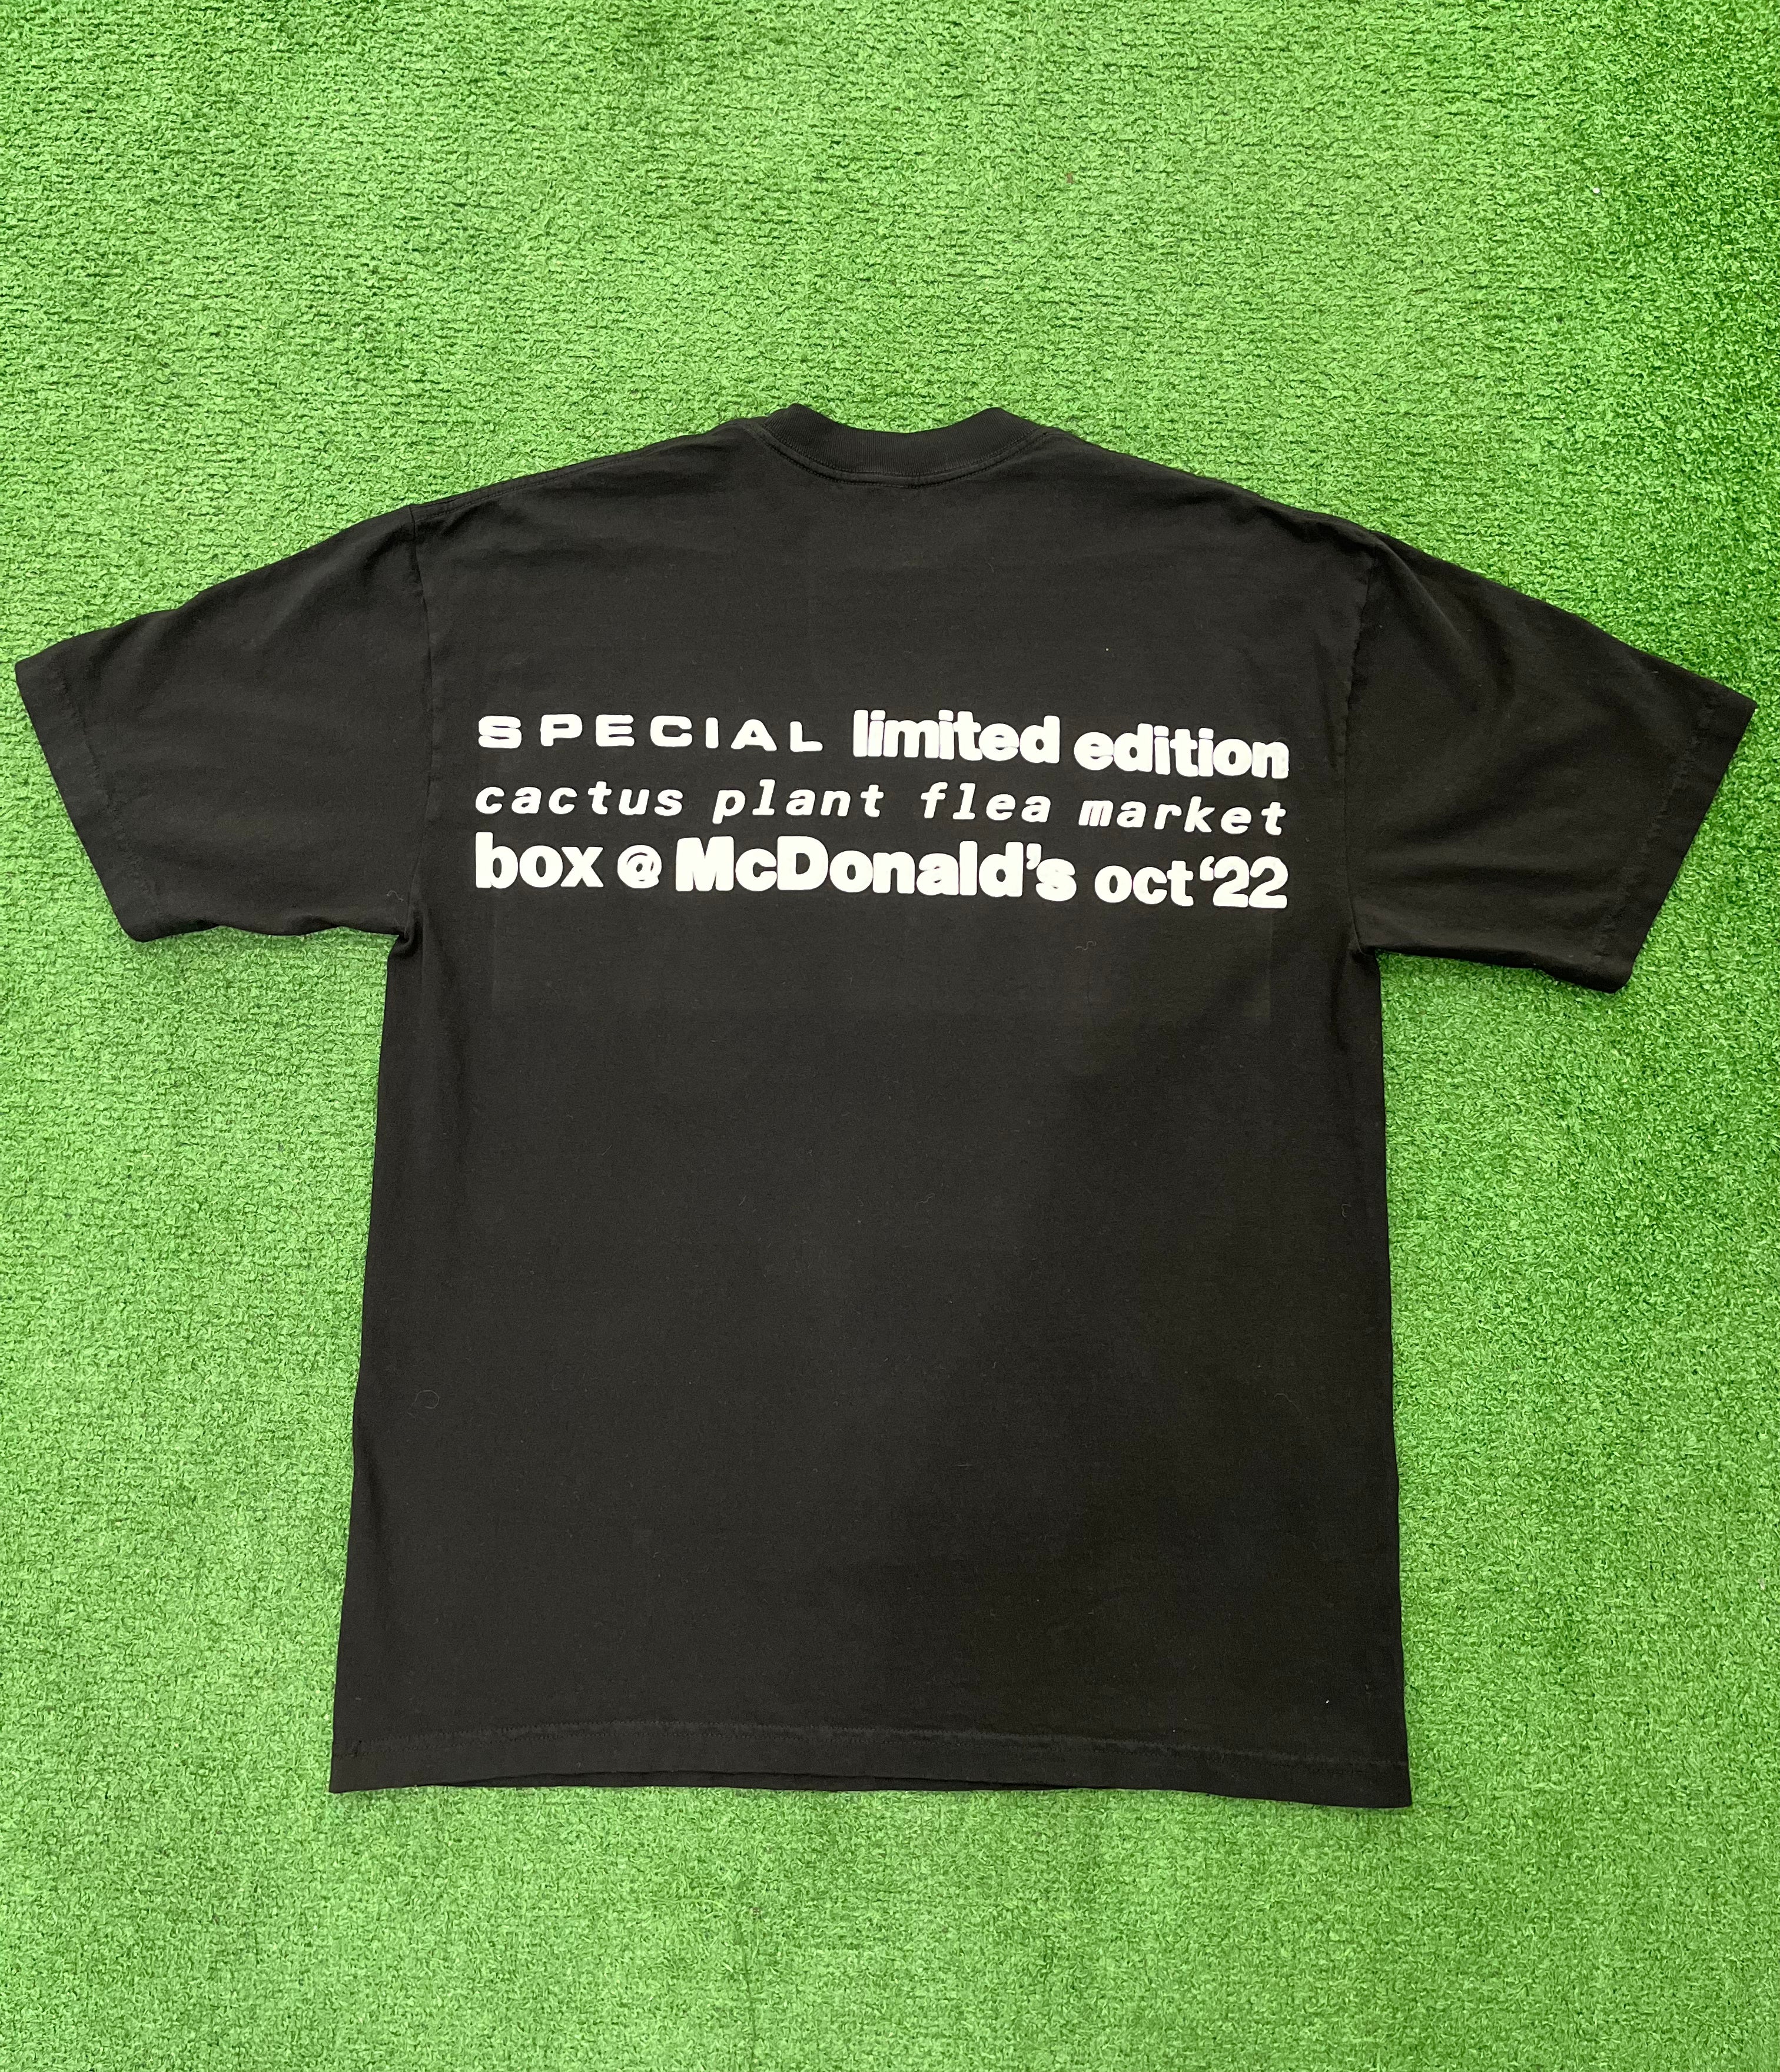 SPECIAL limited edition
cactus plant flea market
box @ McDonald's oct‘22